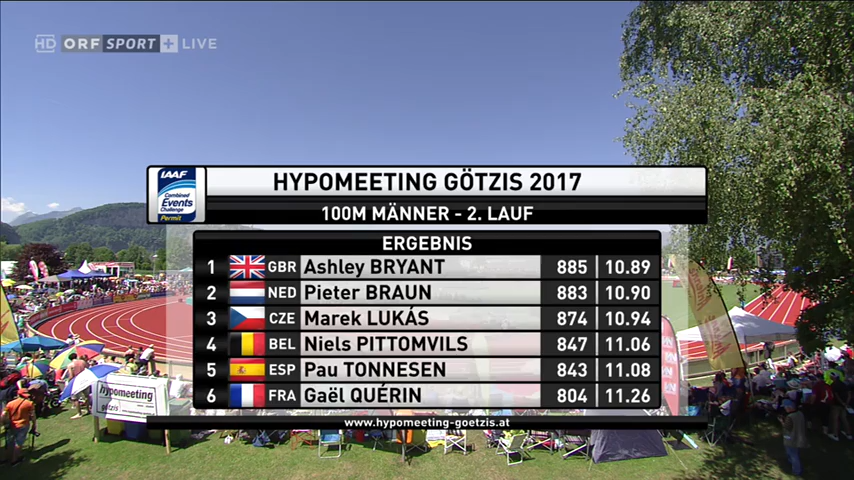 HD ORF SPORT + LIVE
IAAF
Combined
Events
Challenge
Permit
HYPOMEETING GÖTZIS 2017
100M MÄNNER - 2. LAUF
ERGEBNIS
1 GBR Ashley BRYANT 885 10.89
2 NED Pieter BRAUN 883 10.90
3 CZE Marek LUKÁS 874 10.94
4 BEL Niels PITTOMVILS 847 11.06
5 ESP Pau TONNESEN 843 11.08
6 FRA Gaël QUÉRIN 804 11.26
www.hypomeeting-goetzis.at
hypomeeting
götzis